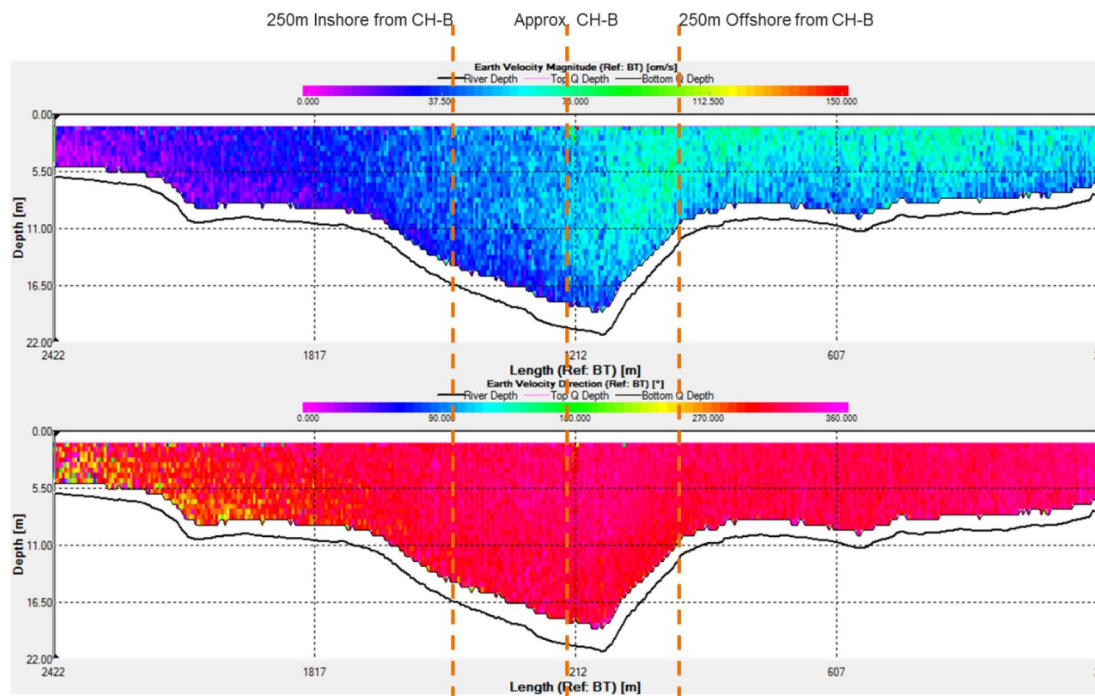 250m Inshore from CH-B Approx. CH-B 250m Offshore from CH-B
Earth Velocity Magnitude (Ref: BT) [cm/s]
River Depth Top Q Depth Bottom Q Depth
0.000 37.500 75.000 112.500 150.000
0.00
5.50
11.00
16.50
22.00
Depth [m]
2422 1817 1212 607
Length (Ref: BT) [m]
Earth Velocity Direction (Ref: BT) [°]
River Depth Top Q Depth Bottom Q Depth
0.000 90.000 180.000 270.000 360.000
0.00
5.50
11.00
16.50
22.00
Depth [m]
2422 1817 1212 607
Length (Ref: BT) [m]